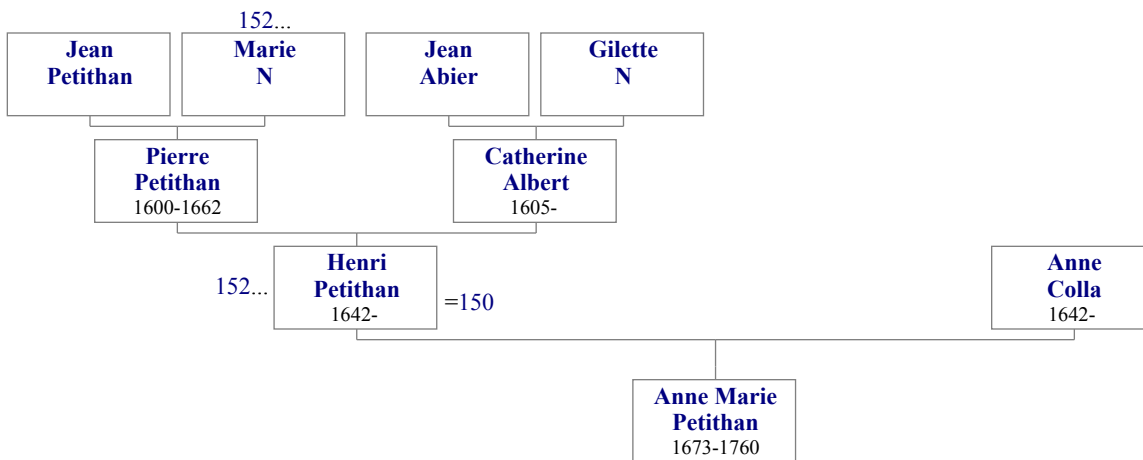 152...
Jean
Petithan
Marie
N
Jean
Abier
Gilette
N
Pierre
Petithan
1600-1662
Catherine
Albert
1605-
152...
Henri
Petithan
1642-
=150
Anne
Colla
1642-
Anne Marie
Petithan
1673-1760